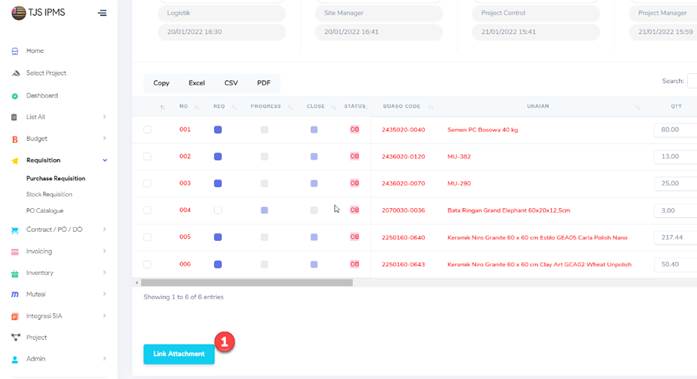 TJS IPMS
Logistik
Site Manager
Project Control
Project Manager
20/01/2022 16:30
20/01/2022 16:41
21/01/2022 15:41
21/01/2022 15:59
Home
Select Project
Dashboard
List All
Budget
Requisition
Purchase Requisition
Stock Requisition
PO Catalogue
Contract / PO / DO
Invoicing
Inventory
Mutasi
Integrasi SIA
Project
Admin
Copy Excel CSV PDF
Search:
NO REQ PROGRESS CLOSE STATUS SDASO CODE URAIAN QTY
001 OB 2435020-0040 Semen PC Bosowa 40 kg 60.00
002 OB 2436020-0120 MU-382 13.00
003 OB 2436020-0070 MU-280 25.00
004 OB 2070030-0036 Bata Ringan Grand Elephant 60x20x12,5cm 3.00
005 OB 2250160-0640 Keramik Niro Granite 60 x 60 cm Estilo GEA05 Carla Polish Nano 217.44
006 OB 2250160-0643 Keramik Niro Granite 60 x 60 cm Clay Art GCA02 Wheat Unpolish 50.40
Showing 1 to 6 of 6 entries
Link Attachment
1